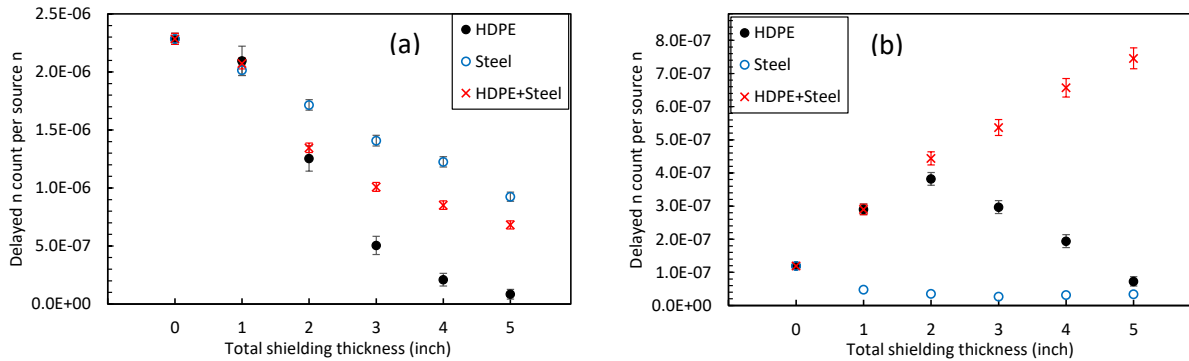 2.5E-06
2.0E-06
1.5E-06
1.0E-06
5.0E-07
0.0E+00
Delayed n count per source n
(a)
HDPE
Steel
HDPE+Steel
0 1 2 3 4 5
Total shielding thickness (inch)
8.0E-07
7.0E-07
6.0E-07
5.0E-07
4.0E-07
3.0E-07
2.0E-07
1.0E-07
0.0E+00
Delayed n count per source n
(b)
HDPE
Steel
HDPE+Steel
0 1 2 3 4 5
Total shielding thickness (inch)